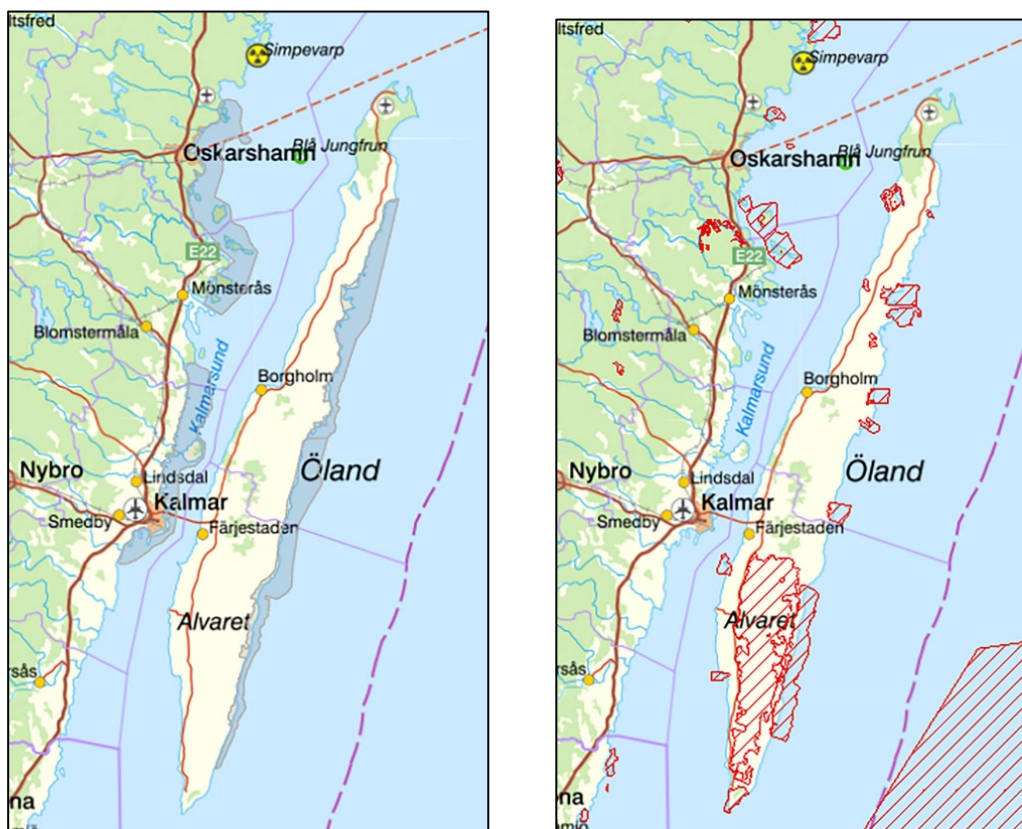 ltsfred
Simpevarp
Oskarshamn
Blå Jungfrun
E22
Mönsterås
Blomstermåla
Kalmarsund
Borgholm
Öland
Nybro
Lindsdal
Kalmar
Smedby
Färjestaden
Alvaret
rsås
na
ltsfred
Simpevarp
Oskarshamn
Blå Jungfrun
E22
Mönsterås
Blomstermåla
Kalmarsund
Borgholm
Öland
Nybro
Lindsdal
Kalmar
Smedby
Färjestaden
Alvaret
ersås
na